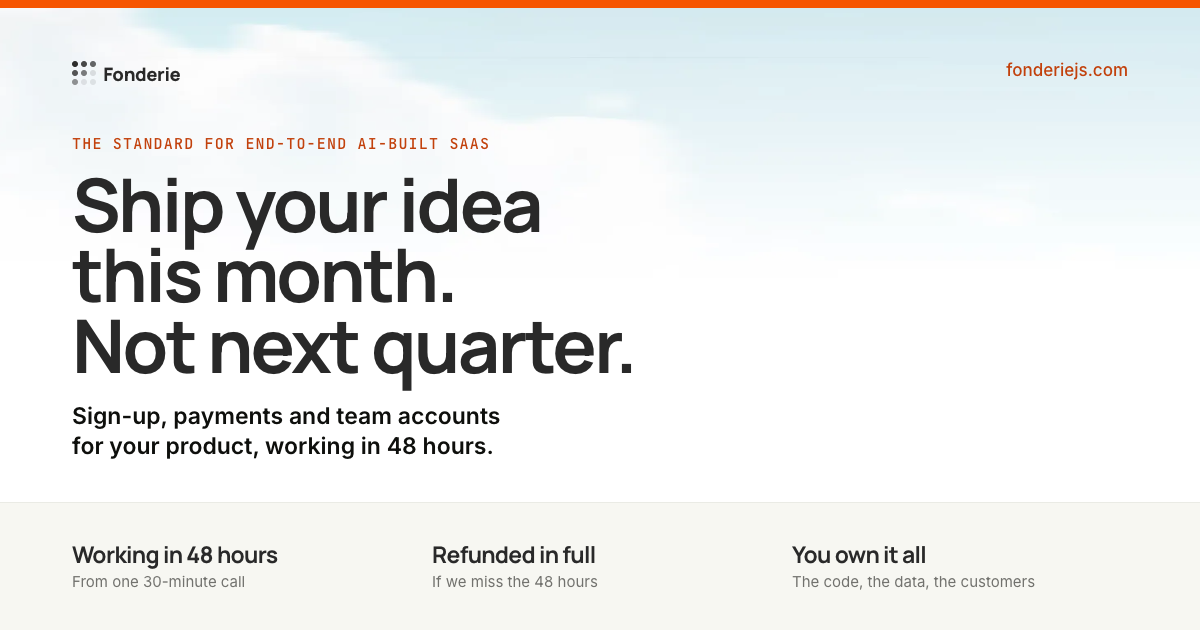 Fonderie
fonderiejs.com
THE STANDARD FOR END-TO-END AI-BUILT SAAS
Ship your idea
this month.
Not next quarter.
Sign-up, payments and team accounts
for your product, working in 48 hours.
Working in 48 hours
From one 30-minute call
Refunded in full
If we miss the 48 hours
You own it all
The code, the data, the customers